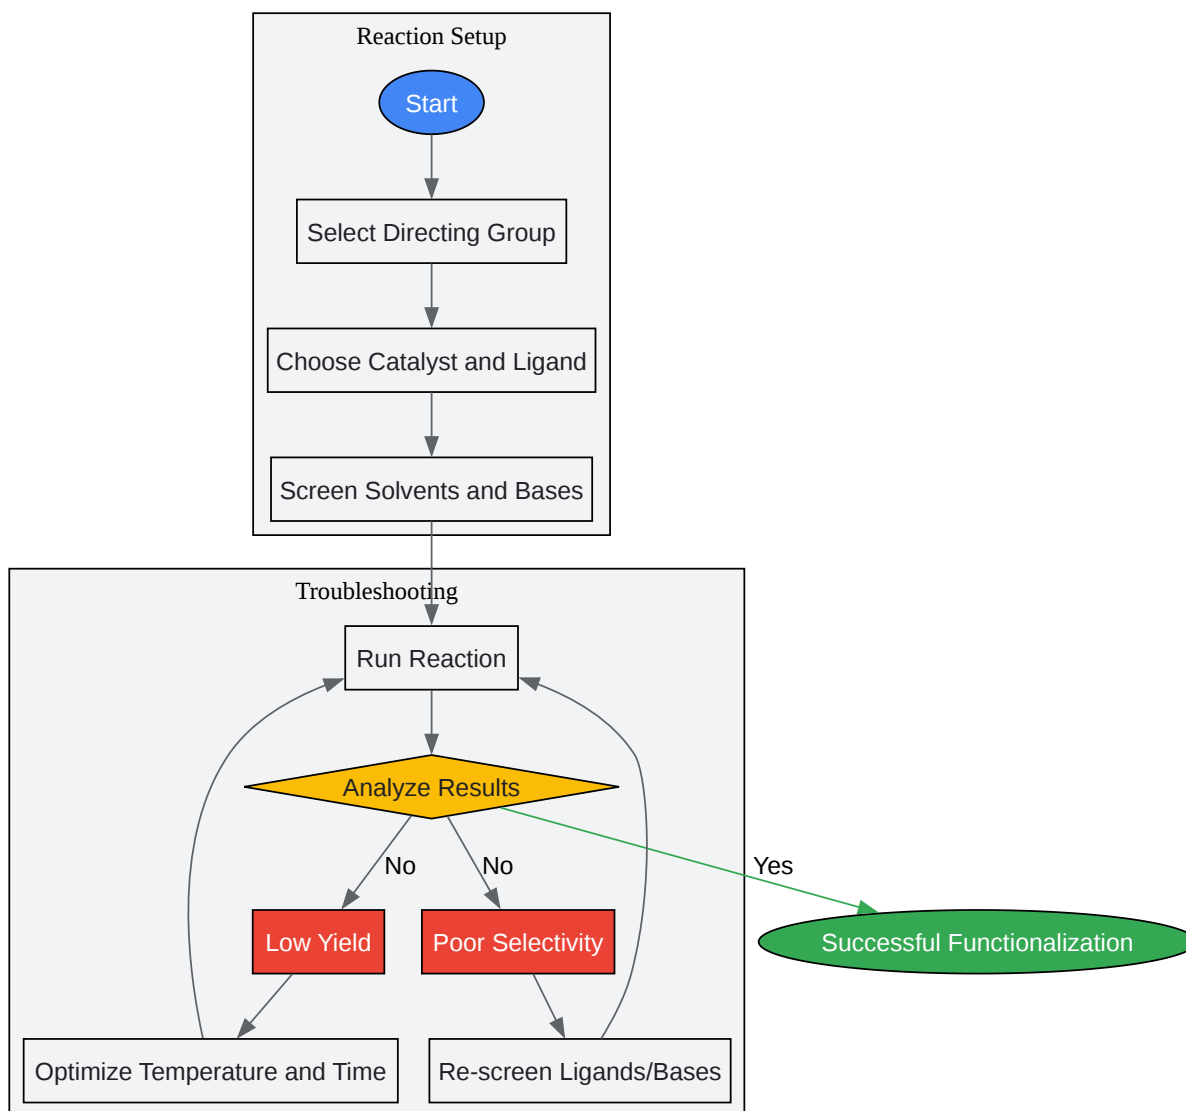 Reaction Setup
Start
Select Directing Group
Choose Catalyst and Ligand
Screen Solvents and Bases
Troubleshooting
Run Reaction
Analyze Results
No
No
Yes
Low Yield
Poor Selectivity
Successful Functionalization
Optimize Temperature and Time
Re-screen Ligands/Bases